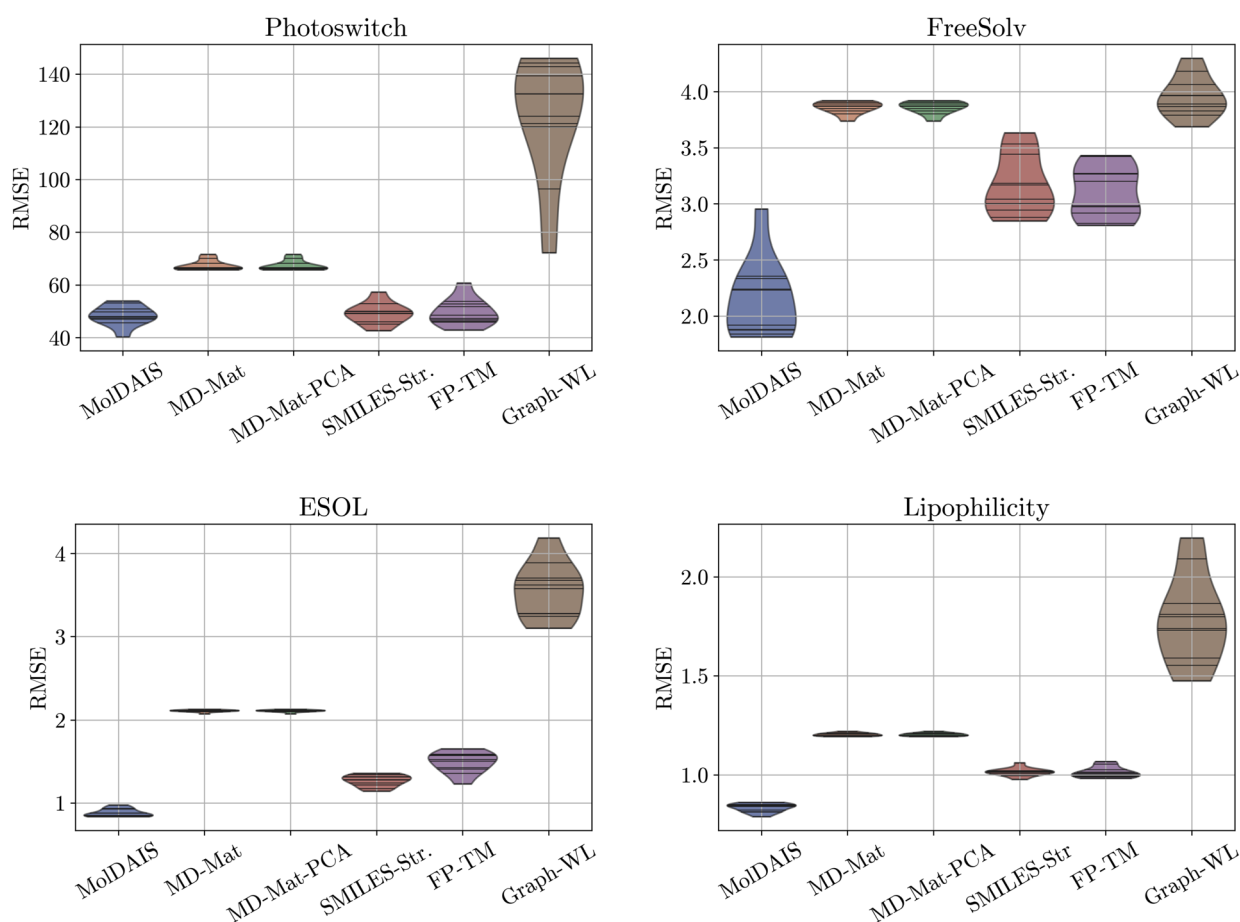 Photoswitch
RMSE
140
120
100
80
60
40
MolDAIS
MD-Mat
MD-Mat-PCA
SMILES-Str.
FP-TM
Graph-WL
FreeSolv
RMSE
4.0
3.5
3.0
2.5
2.0
MolDAIS
MD-Mat
MD-Mat-PCA
SMILES-Str.
FP-TM
Graph-WL
ESOL
RMSE
4
3
2
1
MolDAIS
MD-Mat
MD-Mat-PCA
SMILES-Str.
FP-TM
Graph-WL
Lipophilicity
RMSE
2.0
1.5
1.0
MolDAIS
MD-Mat
MD-Mat-PCA
SMILES-Str
FP-TM
Graph-WL